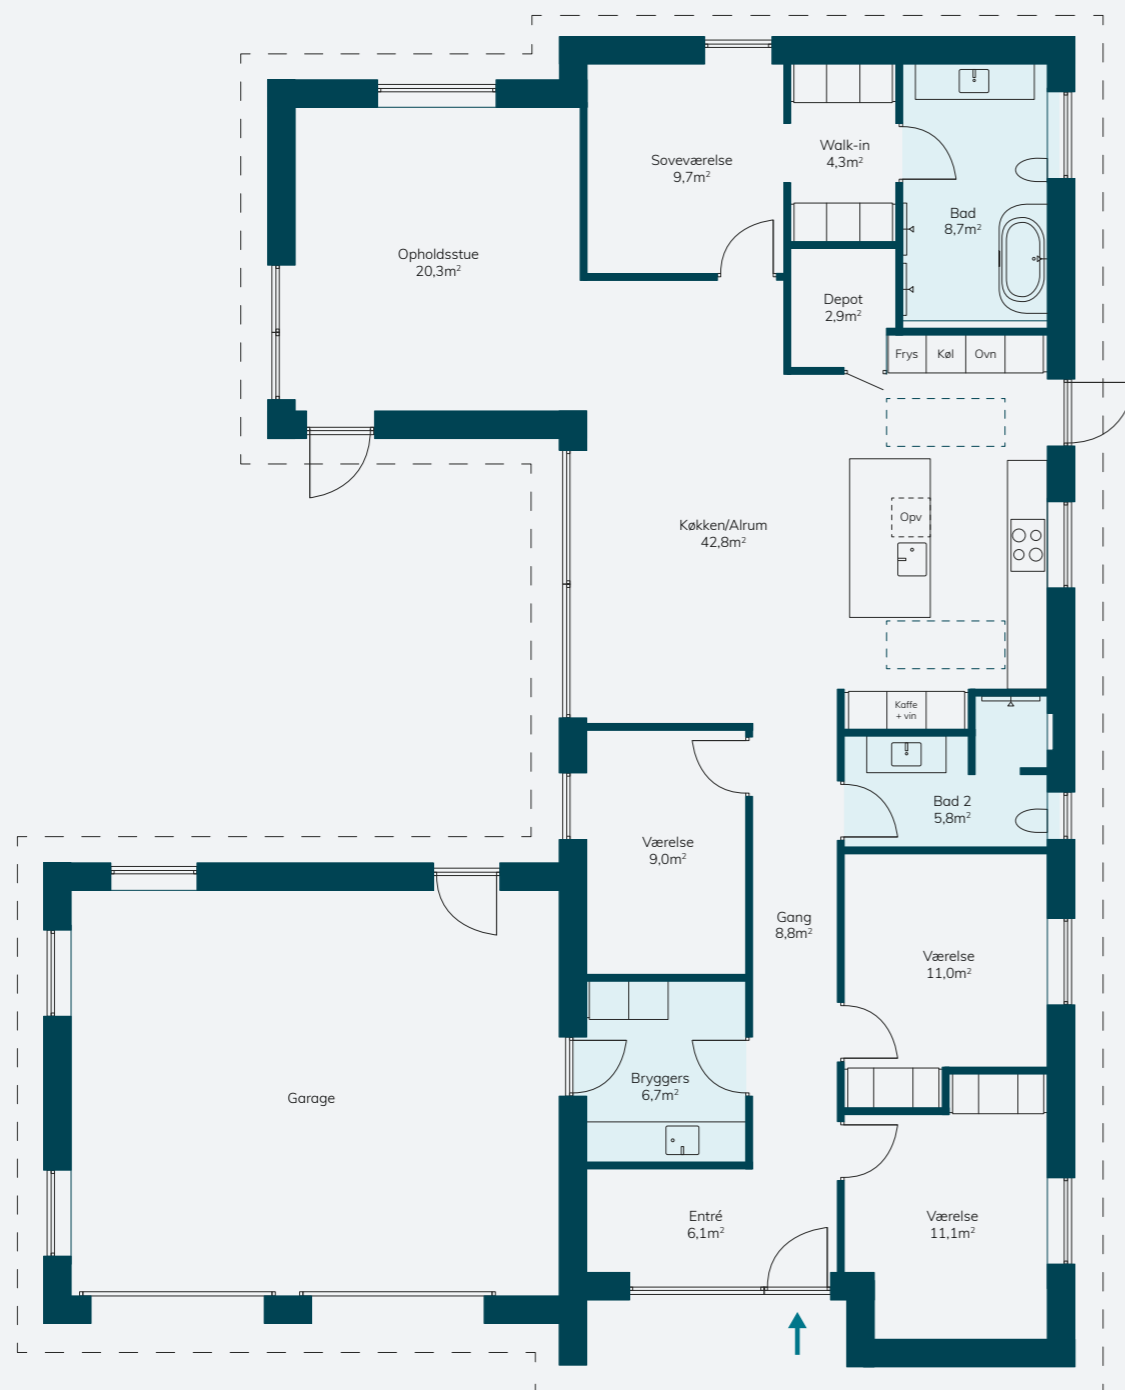 Soveværelse
9,7m²
Walk-in
4,3m²
Bad
8,7m²
Opholdsstue
20,3m²
Depot
2,9m²
Frys
Køl
Ovn
Opv
Køkken/Alrum
42,8m²
Kaffe
+ vin
Bad 2
5,8m²
Værelse
9,0m²
Gang
8,8m²
Værelse
11,0m²
Bryggers
6,7m²
Garage
Entré
6,1m²
Værelse
11,1m²